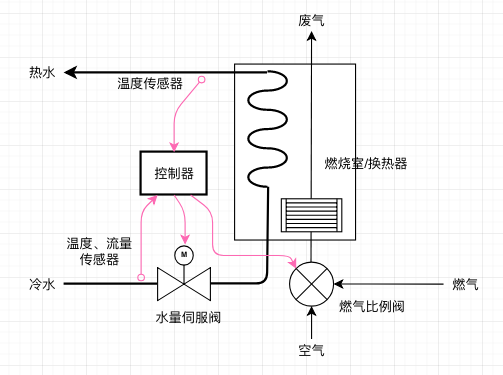 废气
热水
温度传感器
燃烧室/换热器
控制器
温度、流量
传感器
M
冷水
燃气
燃气比例阀
水量伺服阀
空气